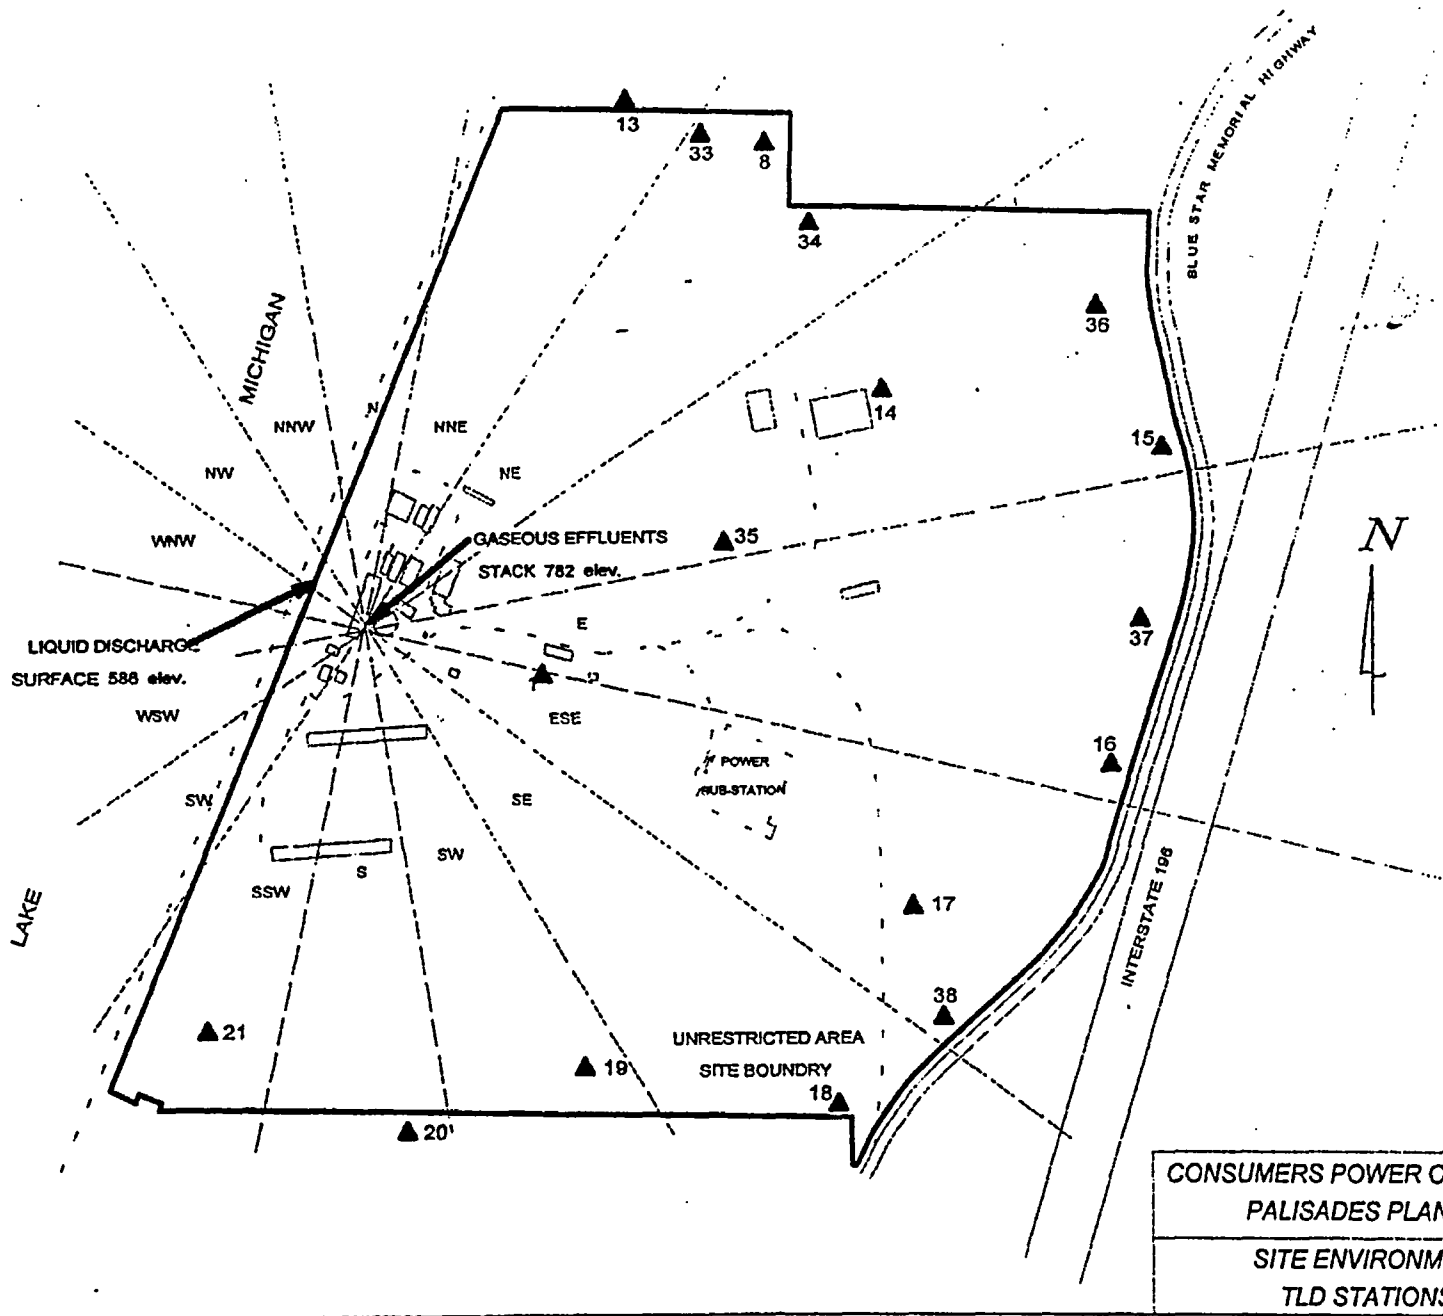 BLUE STAR MEMORIAL HIGHWAY
13
33
8
34
36
MICHIGAN
14
N
NNW
NNE
15
NW
NE
GASEOUS EFFLUENTS
STACK 782 elev.
35
WNW
N
E
37
LIQUID DISCHARGE
SURFACE 588 elev.
WSW
ESE
16
POWER
SUB-STATION
SW
SE
SW
S
SSW
LAKE
INTERSTATE 196
17
38
21
UNRESTRICTED AREA
SITE BOUNDRY
19
18
20
CONSUMERS POWER
PALISADES PLAN
SITE ENVIRONM
TLD STATIONS